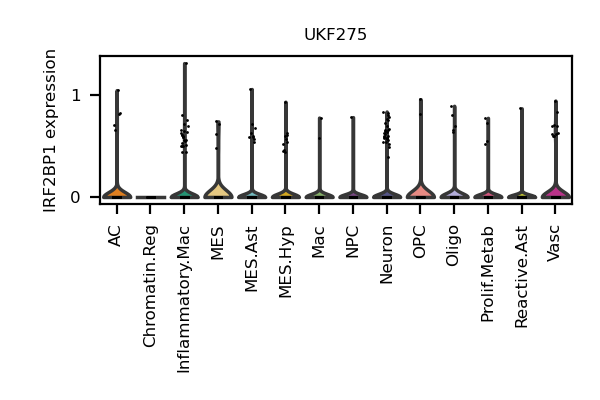 UKF275
IRF2BP1 expression
1
0
AC
Chromatin.Reg
Inflammatory.Mac
MES
MES.Ast
MES.Hyp
Mac
NPC
Neuron
OPC
Oligo
Prolif.Metab
Reactive.Ast
Vasc